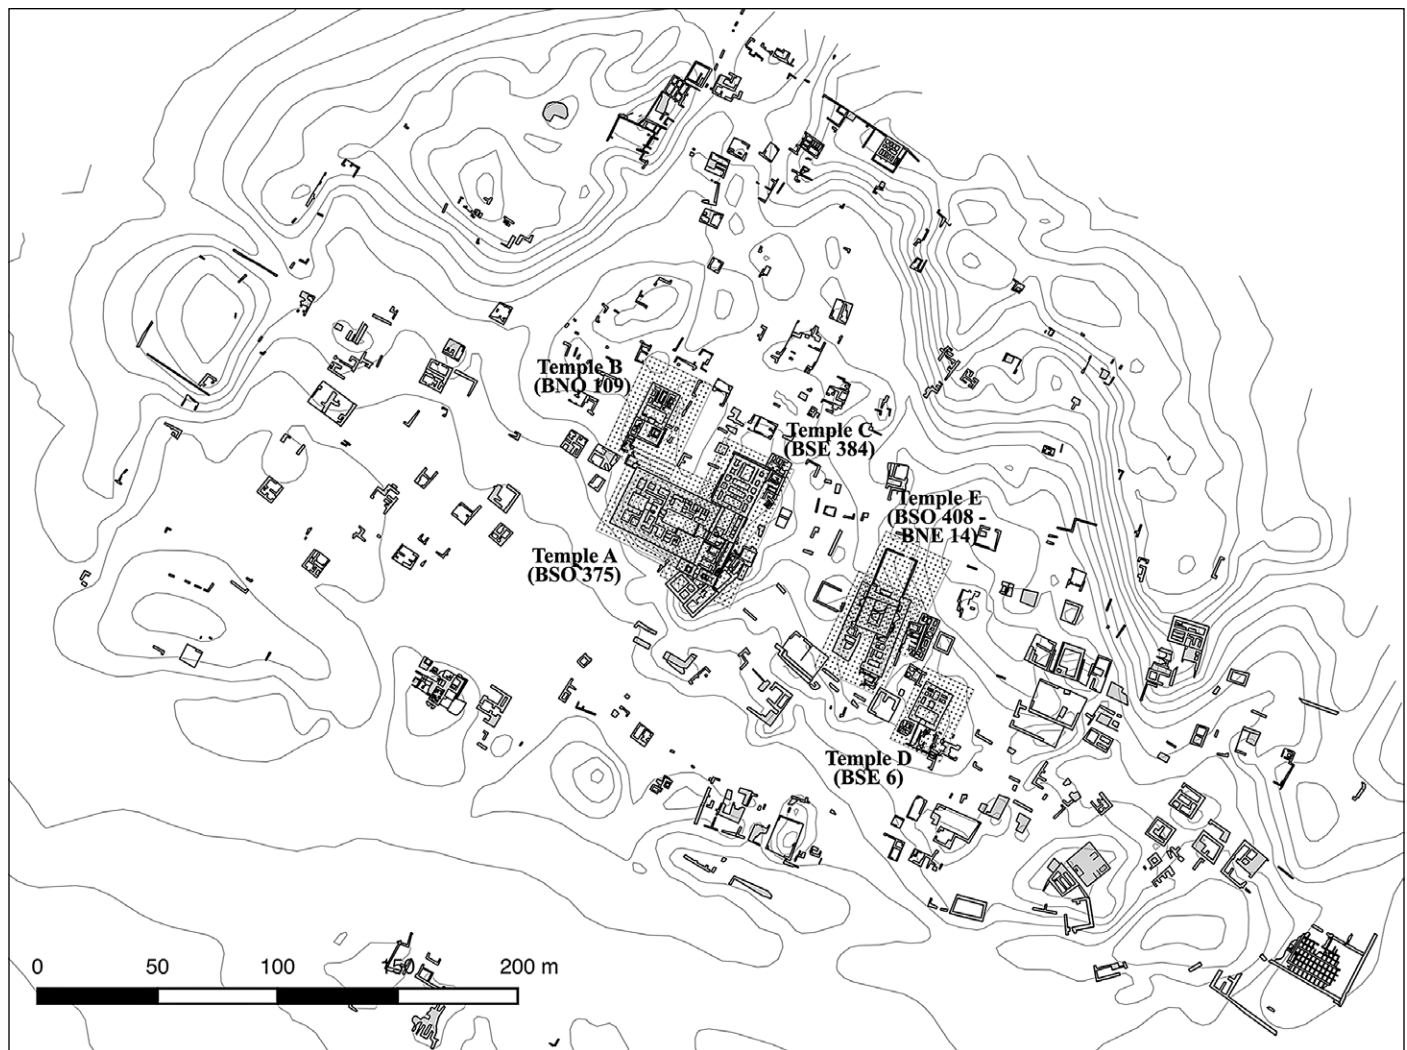 Temple B
(BNO 109)
Temple C
(BSE 384)
Temple E
(BSO 408 -
BNE 14)
Temple A
(BSO 375)
Temple D
(BSE 6)
0 50 100 150 200 m